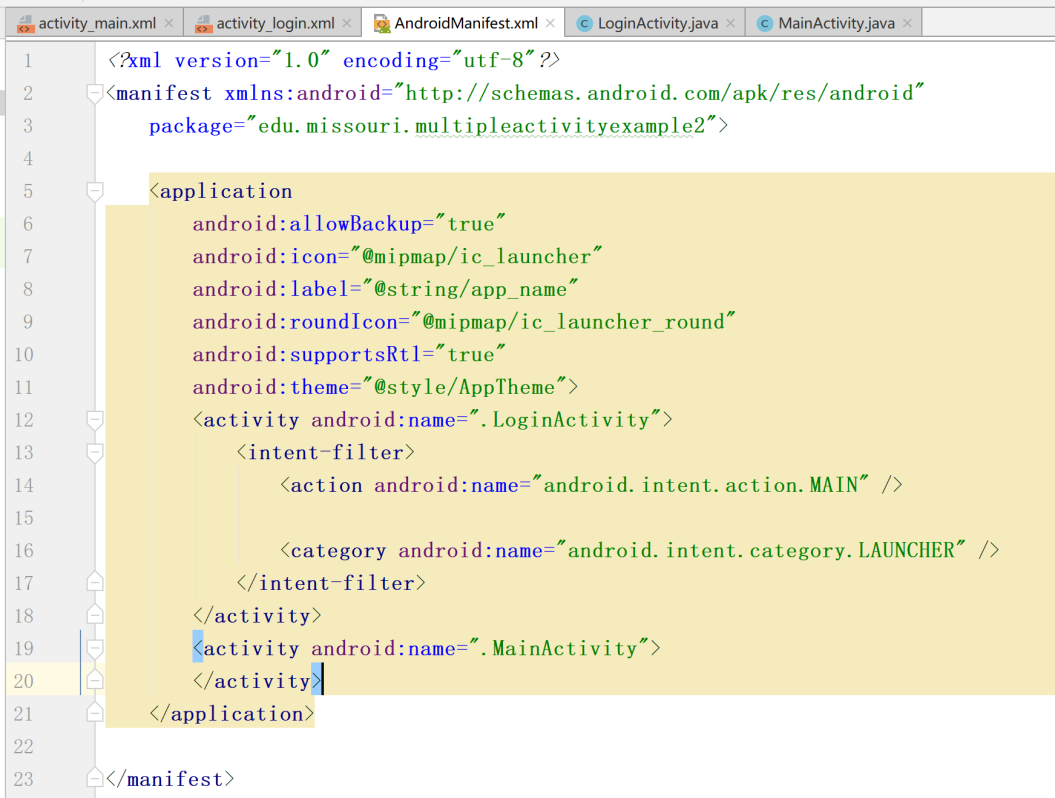 activity_main.xml × activity_login.xml × AndroidManifest.xml × C LoginActivity.java × C MainActivity.java ×
1 <?xml version="1.0" encoding="utf-8"?>
2 <manifest xmlns:android="http://schemas.android.com/apk/res/android"
3 package="edu.missouri.multipleactivityexample2">
4
5 <application
6 android:allowBackup="true"
7 android:icon="@mipmap/ic_launcher"
8 android:label="@string/app_name"
9 android:roundIcon="@mipmap/ic_launcher_round"
10 android:supportsRtl="true"
11 android:theme="@style/AppTheme">
12 <activity android:name=".LoginActivity">
13 <intent-filter>
14 <action android:name="android.intent.action.MAIN" />
15
16 <category android:name="android.intent.category.LAUNCHER" />
17 </intent-filter>
18 </activity>
19 <activity android:name=".MainActivity">
20 </activity>
21 </application>
22
23 </manifest>